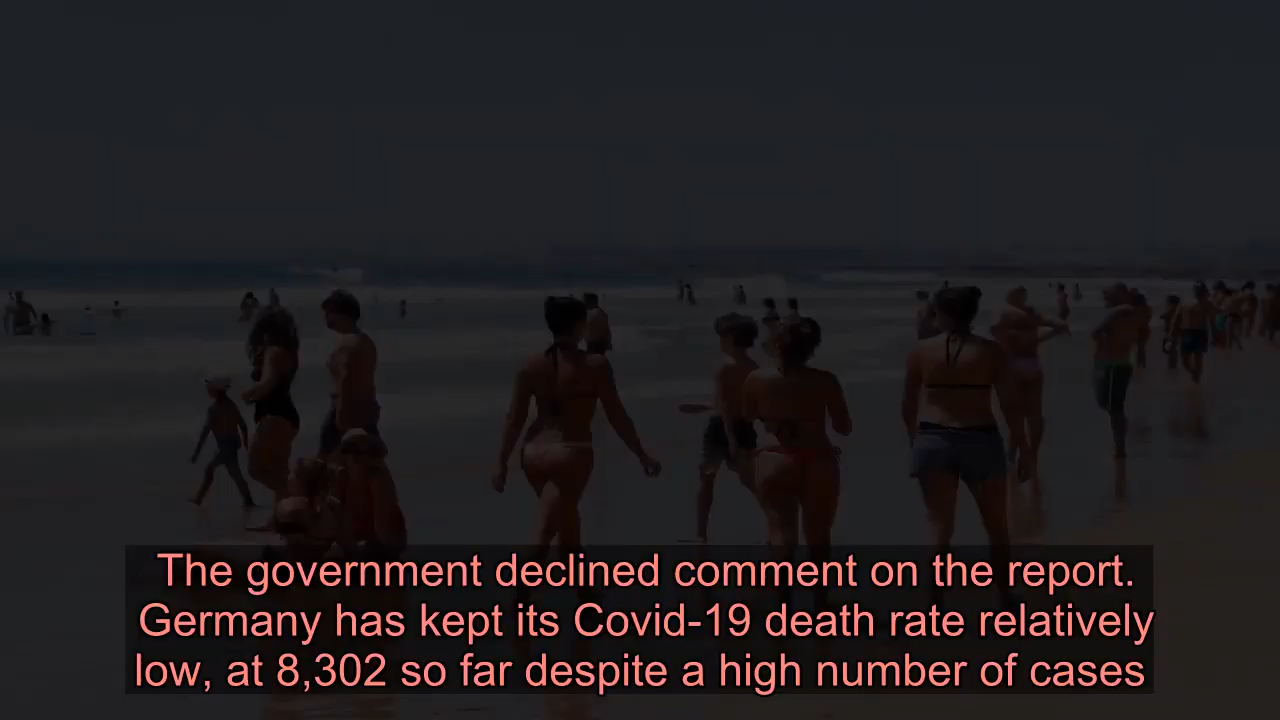 The government declined comment on the report.
Germany has kept its Covid-19 death rate relatively
low, at 8,302 so far despite a high number of cases